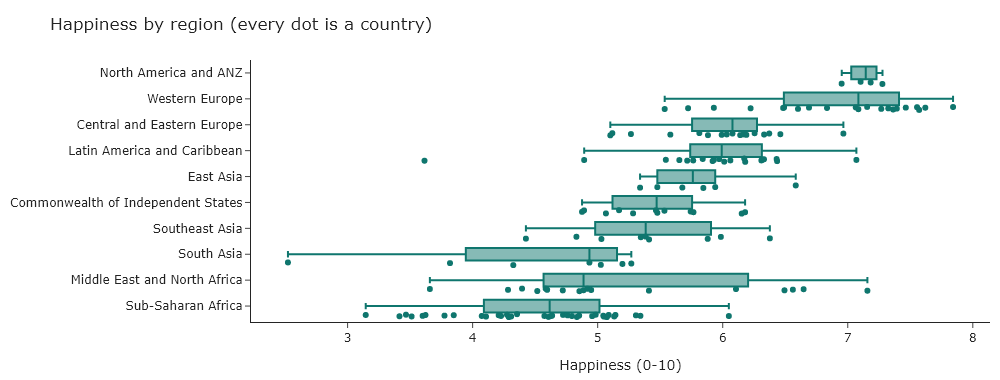 Happiness by region (every dot is a country)
North America and ANZ
Western Europe
Central and Eastern Europe
Latin America and Caribbean
East Asia
Commonwealth of Independent States
Southeast Asia
South Asia
Middle East and North Africa
Sub-Saharan Africa
3 4 5 6 7 8
Happiness (0-10)